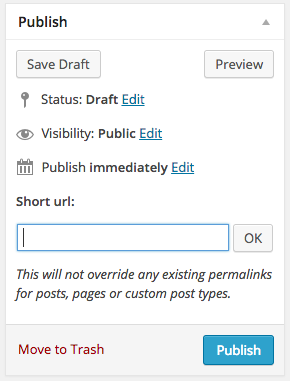 Publish
Save Draft Preview
Status: Draft Edit
Visibility: Public Edit
Publish immediately Edit
Short url:
OK
This will not override any existing permalinks
for posts, pages or custom post types.
Move to Trash Publish